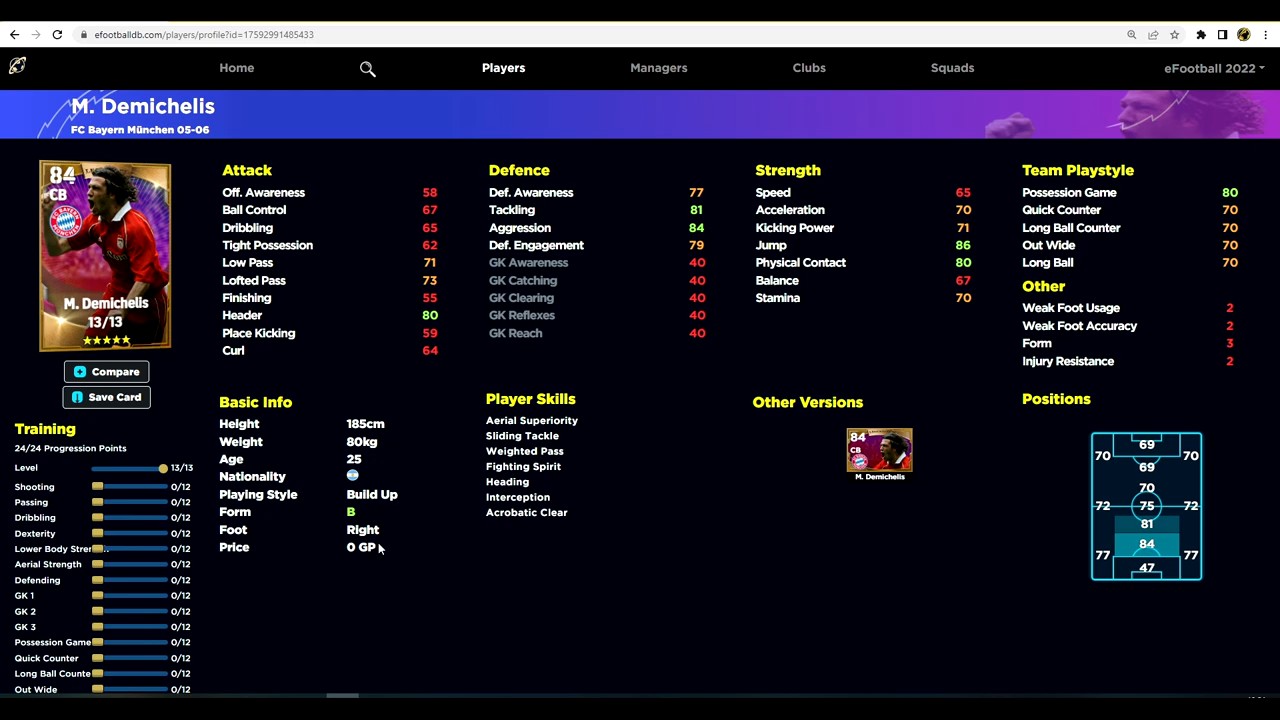 efootballdb.com/players/profile?id=17592991485433
Home
Players
Managers
Clubs
Squads
eFootball 2022
M. Demichelis
FC Bayern München 05-06
84
CB
M. Demichelis
13/13
Compare
Save Card
Training
24/24 Progression Points
Level 13/13
Shooting 0/12
Passing 0/12
Dribbling 0/12
Dexterity 0/12
Lower Body Stren 0/12
Aerial Strength 0/12
Defending 0/12
GK 1 0/12
GK 2 0/12
GK 3 0/12
Possession Game 0/12
Quick Counter 0/12
Long Ball Counte 0/12
Out Wide 0/12
Attack
Off. Awareness 58
Ball Control 67
Dribbling 65
Tight Possession 62
Low Pass 71
Lofted Pass 73
Finishing 55
Header 80
Place Kicking 59
Curl 64
Defence
Def. Awareness 77
Tackling 81
Aggression 84
Def. Engagement 79
GK Awareness 40
GK Catching 40
GK Clearing 40
GK Reflexes 40
GK Reach 40
Strength
Speed 65
Acceleration 70
Kicking Power 71
Jump 86
Physical Contact 80
Balance 67
Stamina 70
Team Playstyle
Possession Game 80
Quick Counter 70
Long Ball Counter 70
Out Wide 70
Long Ball 70
Other
Weak Foot Usage 2
Weak Foot Accuracy 2
Form 3
Injury Resistance 2
Basic Info
Height 185cm
Weight 80kg
Age 25
Nationality
Playing Style Build Up
Form B
Foot Right
Price 0 GP
Player Skills
Aerial Superiority
Sliding Tackle
Weighted Pass
Fighting Spirit
Heading
Interception
Acrobatic Clear
Other Versions
84
CB
M. Demichelis
Positions
69
70 70
69
70
72 75 72
81
84
77 77
47